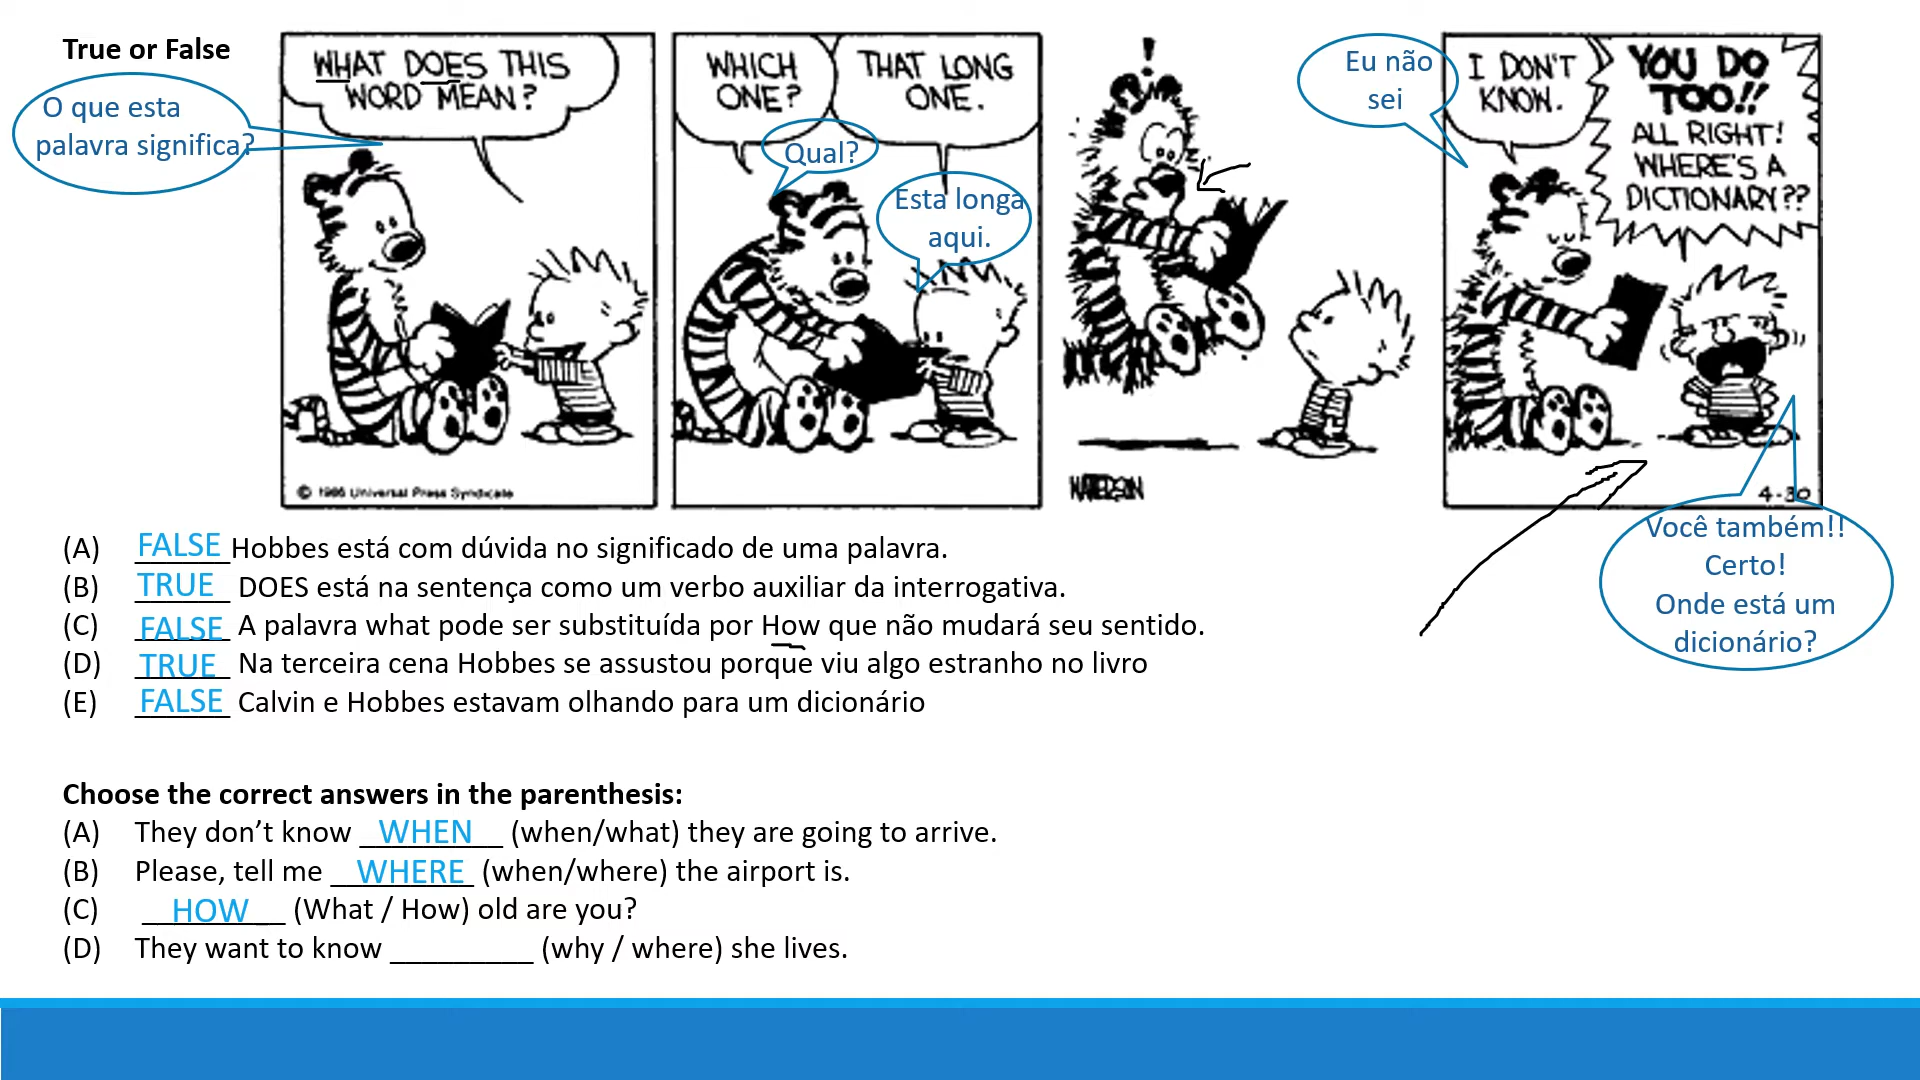 True or False
WHAT DOES THIS
WORD MEAN?
O que esta
palavra significa?
WHICH
ONE?
THAT LONG
ONE.
Qual?
Esta longa
aqui.
!
Eu não
sei
I DON'T
KNOW.
YOU DO
TOO!!
ALL RIGHT!
WHERE'S A
DICTIONARY??
© 1986 Universal Press Syndicate
WATTERSON
4-30
Você também!!
Certo!
Onde está um
dicionário?
(A) FALSE Hobbes está com dúvida no significado de uma palavra.
(B) TRUE DOES está na sentença como um verbo auxiliar da interrogativa.
(C) FALSE A palavra what pode ser substituída por How que não mudará seu sentido.
(D) TRUE Na terceira cena Hobbes se assustou porque viu algo estranho no livro
(E) FALSE Calvin e Hobbes estavam olhando para um dicionário
Choose the correct answers in the parenthesis:
(A) They don’t know WHEN (when/what) they are going to arrive.
(B) Please, tell me WHERE (when/where) the airport is.
(C) HOW (What / How) old are you?
(D) They want to know _________ (why / where) she lives.